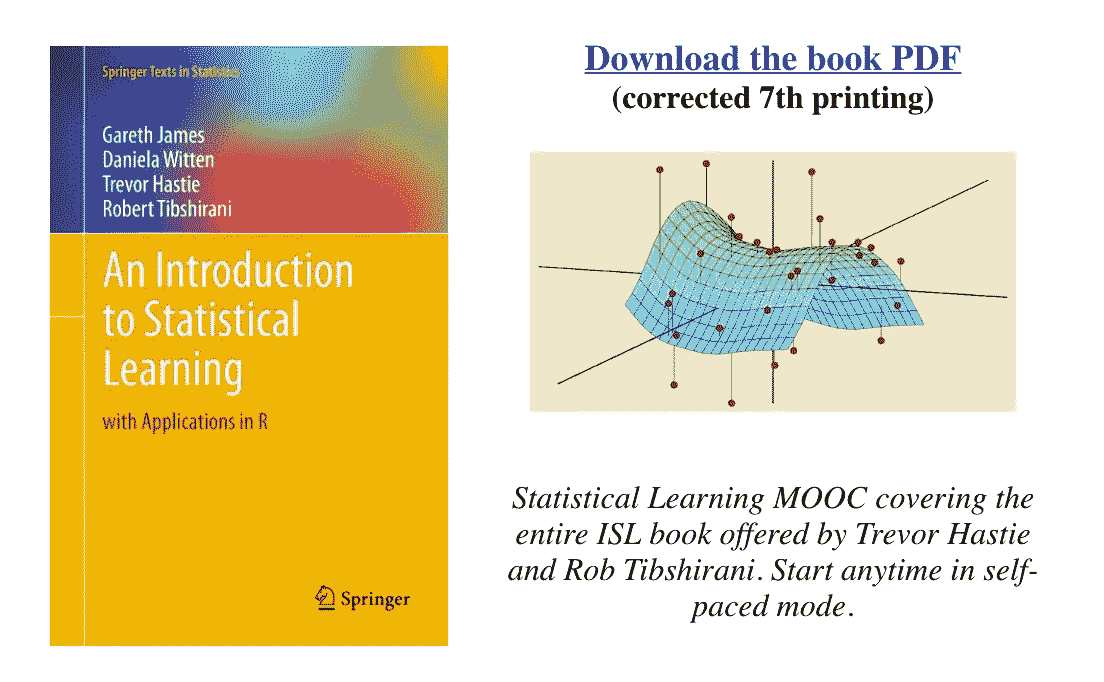 Springer Texts in Statistics
Gareth James
Daniela Witten
Trevor Hastie
Robert Tibshirani
An Introduction
to Statistical
Learning
with Applications in R
Springer
Download the book PDF
(corrected 7th printing)
Statistical Learning MOOC covering the
entire ISL book offered by Trevor Hastie
and Rob Tibshirani. Start anytime in self-
paced mode.